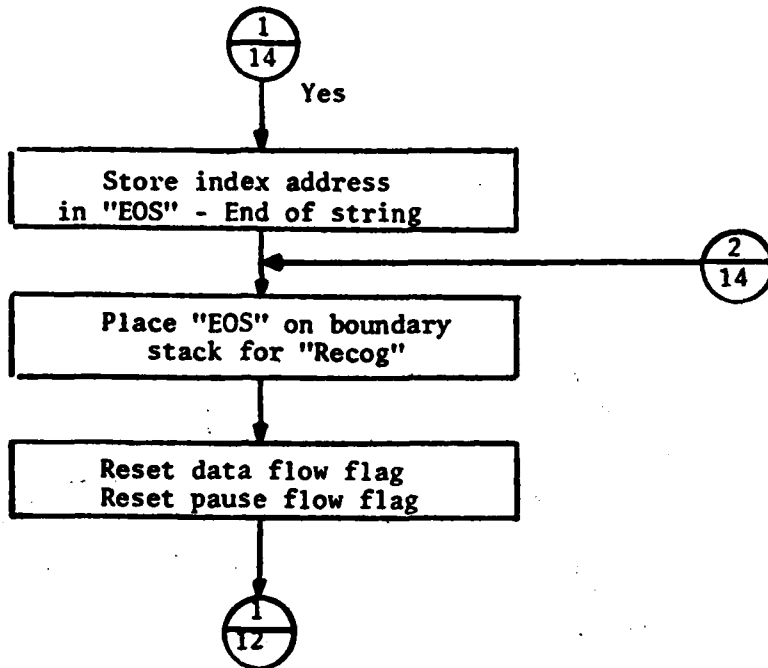 1
14
Yes
Store index address
in "EOS" - End of string
2
14
Place "EOS" on boundary
stack for "Recog"
Reset data flow flag
Reset pause flow flag
1
12